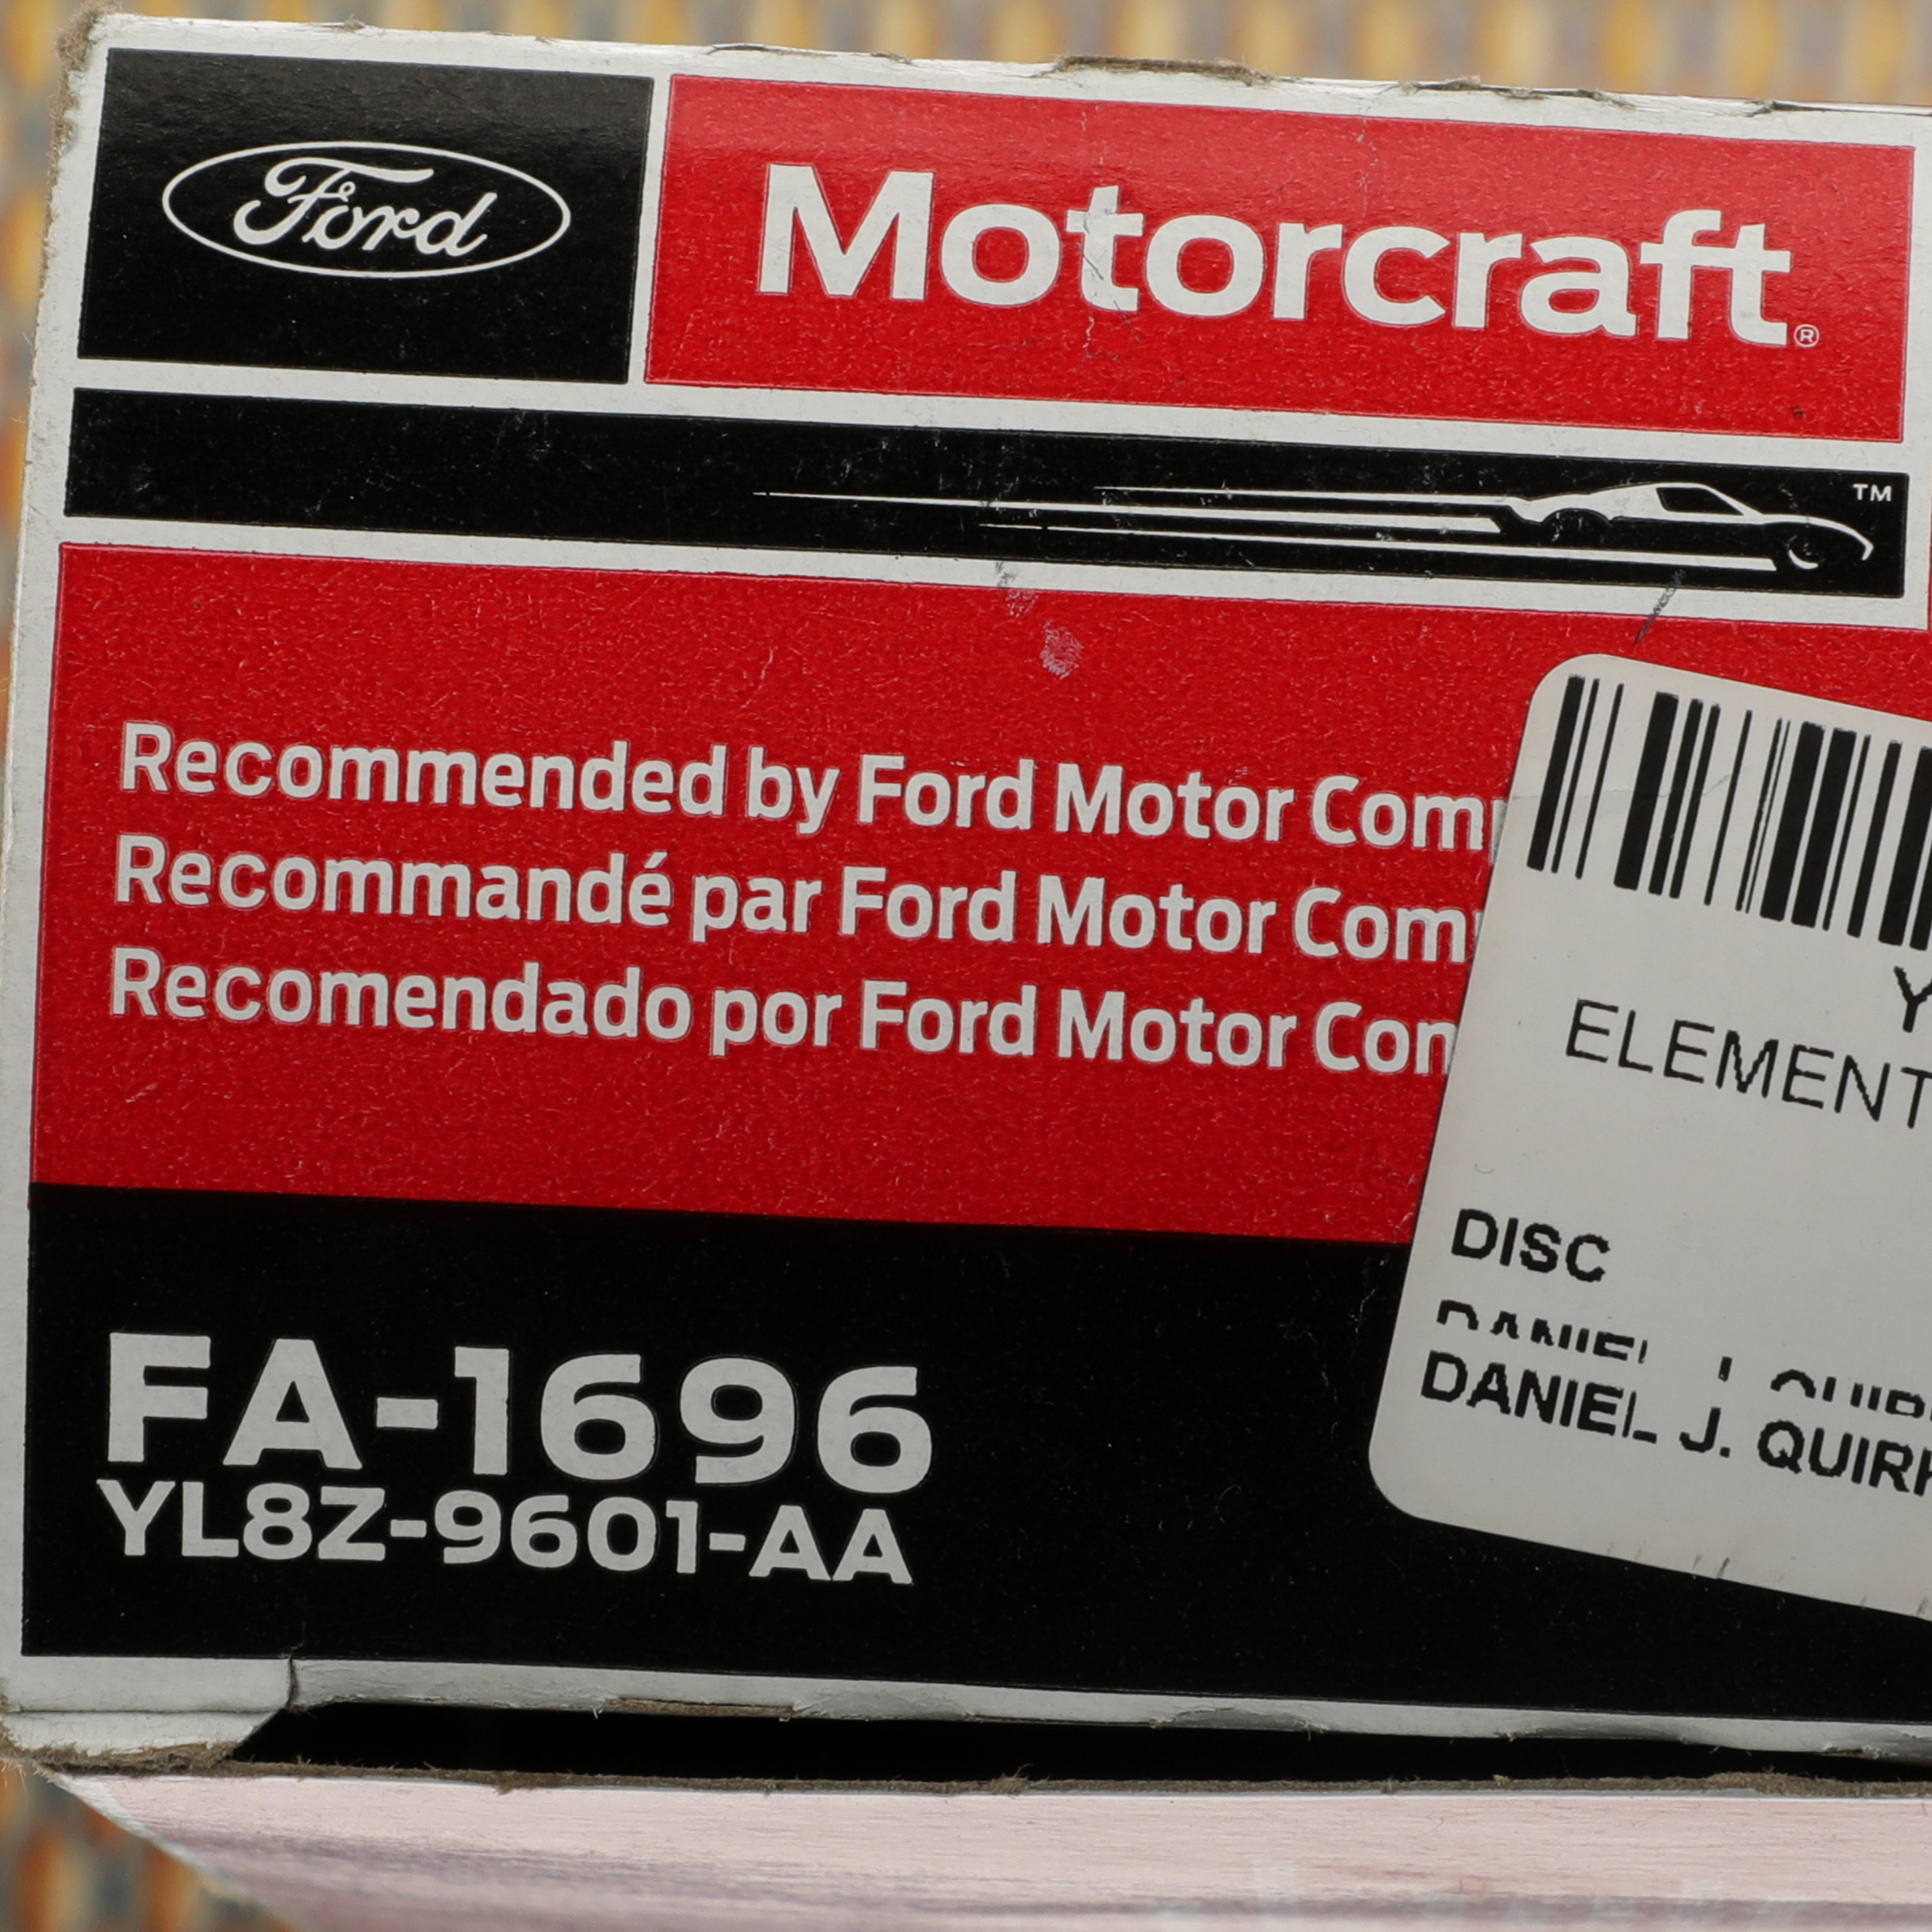 Ford
Motorcraft®
™
Recommended by Ford Motor Com
Recommandé par Ford Motor Com
Recomendado por Ford Motor Con
Y
ELEMENT
DISC
DANIEL J. QUIR
FA-1696
YL8Z-9601-AA